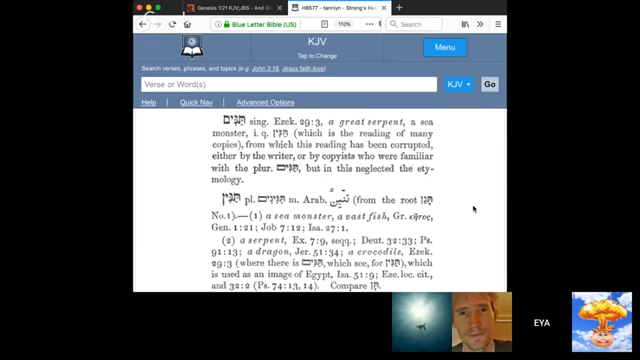 Genesis 1:21 KJV;JBS - And G
H8577 - tanniyn - Strong's He
Blue Letter Bible (US)
110%
KJV
Tap to Change
Menu
Search verses, phrases, and topics (e.g. John 3:16, Jesus faith love)
Verse or Word(s)
KJV
Go
Help
Quick Nav
Advanced Options
תַּנִּים sing. Ezek. 29:3, a great serpent, a sea
monster, i. q. תַּנִּין (which is the reading of many
copies), from which this reading has been corrupted,
either by the writer, or by copyists who were familiar
with the plur. תַּנִּים, but in this neglected the ety-
mology.
תַּנִּין pl. תַּנִּינִים m. Arab. تنين (from the root תָּנַן
No. 1).—(1) a sea monster, a vast fish, Gr. κῆτος,
Gen. 1:21; Job 7:12; Isa. 27:1.
(2) a serpent, Ex. 7:9, seqq.; Deut. 32:33; Ps.
91:13; a dragon, Jer. 51:34; a crocodile, Ezek.
29:3 (where there is תַּנִּים, which see, for תַּנִּין), which
is used as an image of Egypt, Isa. 51:9; Eze. loc. cit.,
and 32:2 (Ps. 74:13, 14). Compare תַּן
EYA